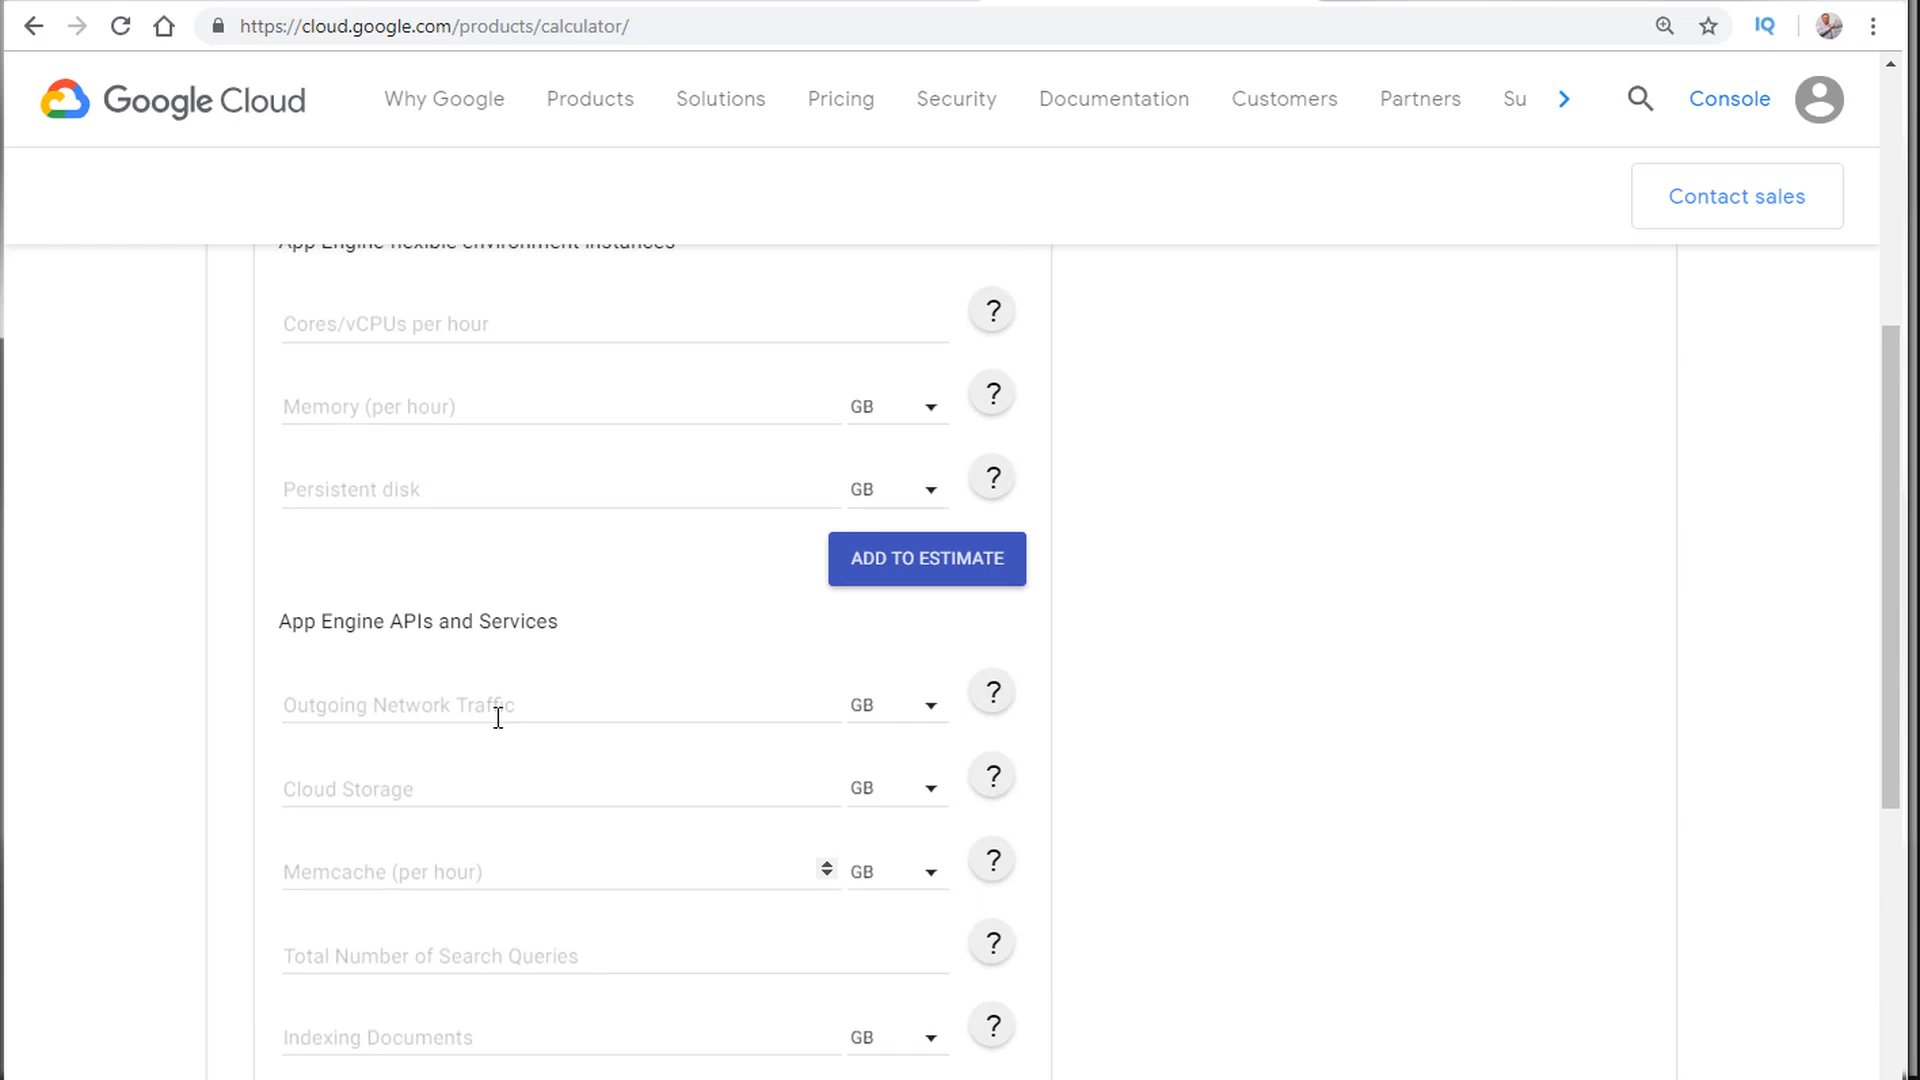 https://cloud.google.com/products/calculator/
IQ
Google Cloud
Why Google
Products
Solutions
Pricing
Security
Documentation
Customers
Partners
Su
Console
Contact sales
App Engine flexible environment instances
Cores/vCPUs per hour
?
Memory (per hour)
GB
?
Persistent disk
GB
?
ADD TO ESTIMATE
App Engine APIs and Services
Outgoing Network Traffic
GB
?
Cloud Storage
GB
?
Memcache (per hour)
GB
?
Total Number of Search Queries
?
Indexing Documents
GB
?